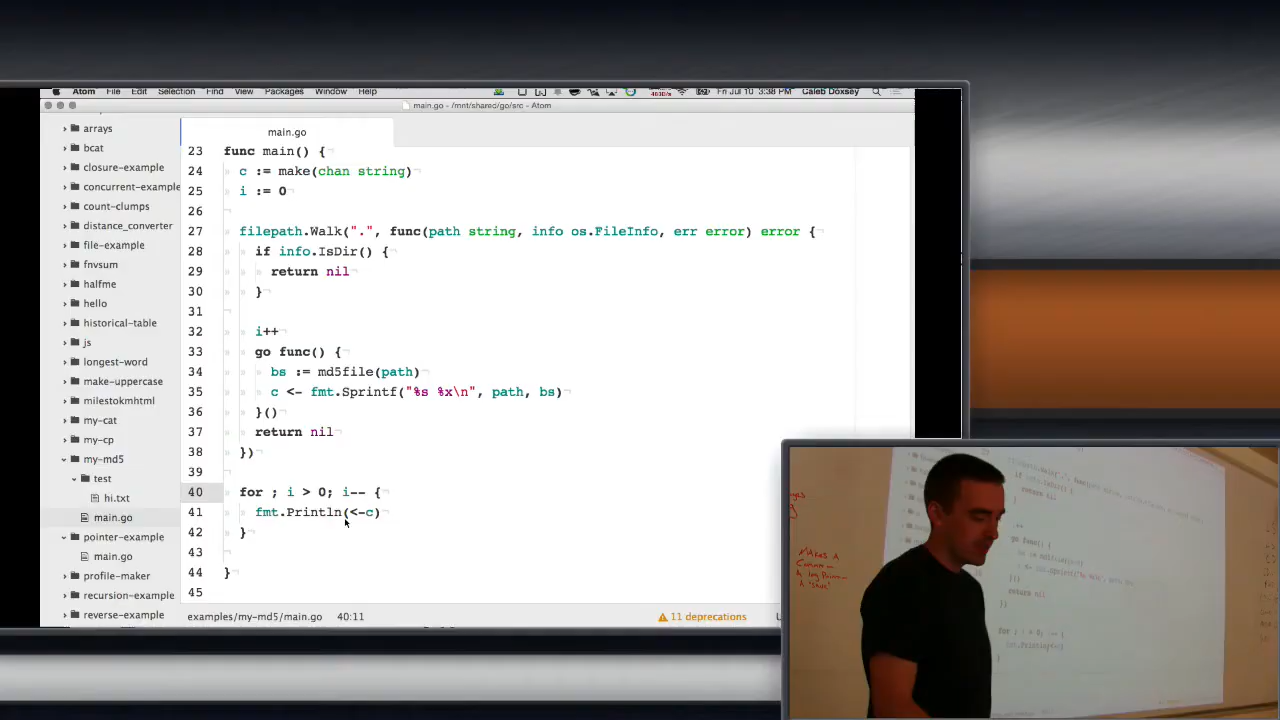 Atom File Edit Selection Find View Packages Window Help Fri Jul 10 3:38 PM Caleb Doxsey
main.go - /mnt/shared/go/src - Atom
arrays
bcat
closure-example
concurrent-example
count-clumps
distance_converter
file-example
fnvsum
halfme
hello
historical-table
js
longest-word
make-uppercase
milestokmhtml
my-cat
my-cp
my-md5
test
hi.txt
main.go
pointer-example
main.go
profile-maker
recursion-example
reverse-example
main.go
23 func main() {
24 c := make(chan string)
25 i := 0
26
27 filepath.Walk(".", func(path string, info os.FileInfo, err error) error {
28 if info.IsDir() {
29 return nil
30 }
31
32 i++
33 go func() {
34 bs := md5file(path)
35 c <- fmt.Sprintf("%s %x\n", path, bs)
36 }()
37 return nil
38 })
39
40 for ; i > 0; i-- {
41 fmt.Println(<-c)
42 }
43
44 }
45
examples/my-md5/main.go 40:11 11 deprecations
MAKES A